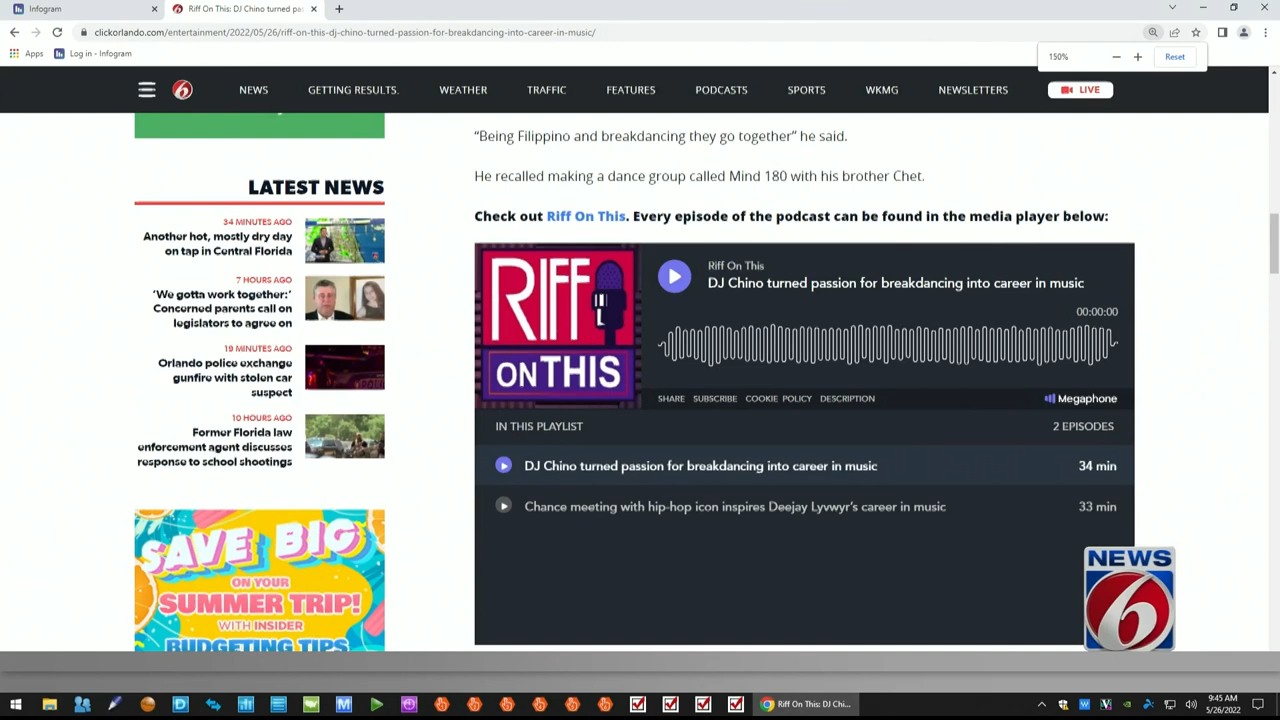 Infogram
Riff On This: DJ Chino turned pa
clickorlando.com/entertainment/2022/05/26/riff-on-this-dj-chino-turned-passion-for-breakdancing-into-career-in-music/
Apps
Log in - Infogram
150%
Reset
6
NEWS
GETTING RESULTS.
WEATHER
TRAFFIC
FEATURES
PODCASTS
SPORTS
WKMG
NEWSLETTERS
LIVE
LATEST NEWS
34 MINUTES AGO
Another hot, mostly dry day
on tap in Central Florida
7 HOURS AGO
‘We gotta work together:’
Concerned parents call on
legislators to agree on
19 MINUTES AGO
Orlando police exchange
gunfire with stolen car
suspect
10 HOURS AGO
Former Florida law
enforcement agent discusses
response to school shootings
SAVE BIG
ON YOUR
SUMMER TRIP!
WITH INSIDER
BUDGETING TIPS
“Being Filippino and breakdancing they go together” he said.
He recalled making a dance group called Mind 180 with his brother Chet.
Check out Riff On This. Every episode of the podcast can be found in the media player below:
RIFF
ON THIS
Riff On This
DJ Chino turned passion for breakdancing into career in music
00:00:00
SHARE SUBSCRIBE COOKIE POLICY DESCRIPTION
Megaphone
IN THIS PLAYLIST
2 EPISODES
DJ Chino turned passion for breakdancing into career in music
34 min
Chance meeting with hip-hop icon inspires Deejay Lyvwyr’s career in music
33 min
NEWS
6
Riff On This: DJ Chi...
9:45 AM
5/26/2022